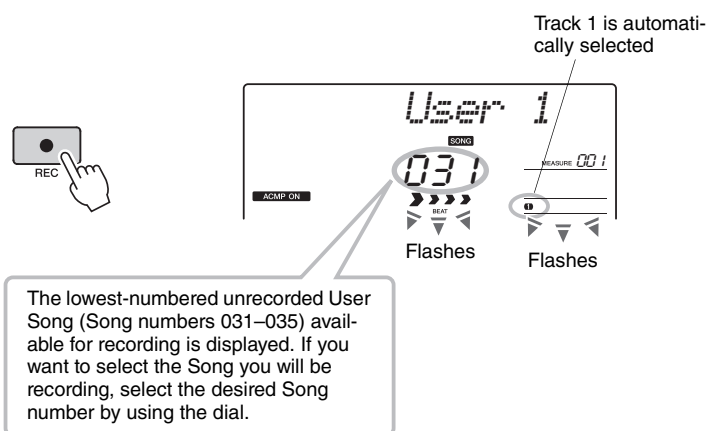 Track 1 is automati-
cally selected
User 1
SONG
031
MEASURE 001
ACMP ON
1
BEAT
REC
Flashes
Flashes
The lowest-numbered unrecorded User
Song (Song numbers 031–035) avail-
able for recording is displayed. If you
want to select the Song you will be
recording, select the desired Song
number by using the dial.